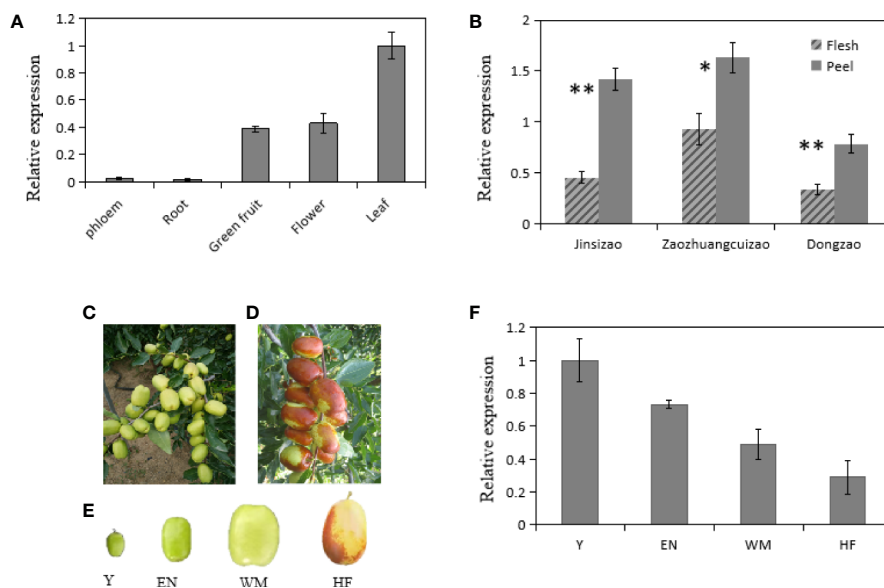 A
Relative expression
1.2
1
0.8
0.6
0.4
0.2
0
phloem
Root
Green fruit
Flower
Leaf
B
Relative expression
2
1.5
1
0.5
0
**
*
**
Flesh
Peel
Jinsizao
Zaozhuangcuizao
Dongzao
C
D
E
Y
EN
WM
HF
F
Relative expression
1.2
1
0.8
0.6
0.4
0.2
0
Y
EN
WM
HF